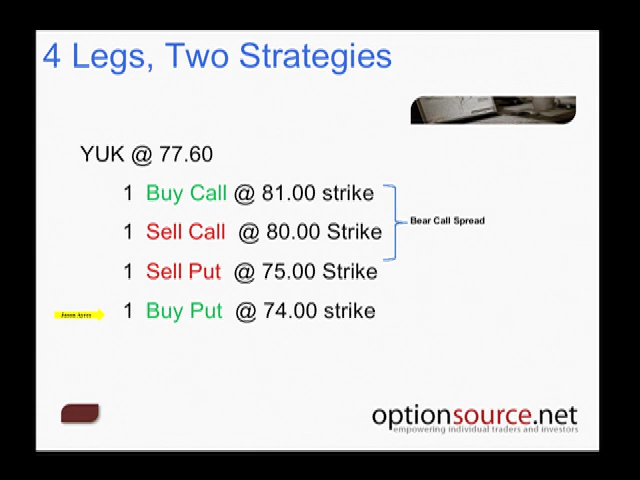 4 Legs, Two Strategies
YUK @ 77.60
1 Buy Call @ 81.00 strike
1 Sell Call @ 80.00 Strike
Bear Call Spread
1 Sell Put @ 75.00 Strike
1 Buy Put @ 74.00 strike
Jason Ayres
optionsource.net
empowering individual traders and investors